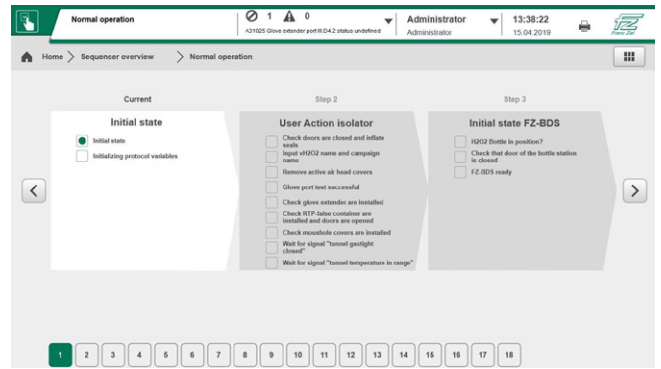 Normal operation
1 0
A31025 Glove extender port III.D4.2 status undefined
Administrator
Administrator
13:38:22
15.04.2019
FZ
Franz Ziel
Home > Sequencer overview > Normal operation
Current
Initial state
Initial state
Initializing protocol variables
Step 2
User Action isolator
Check doors are closed and inflate
seals
Input vH2O2 name and campaign
name
Remove active air head covers
Glove port test successful
Check glove extender are installed
Check RTP-false container are
installed and doors are opened
Check mousehole covers are installed
Wait for signal "tunnel gastight
closed"
Wait for signal "tunnel temperature in range"
Step 3
Initial state FZ-BDS
H2O2 Bottle in position?
Check that door of the bottle station
is closed
FZ-BDS ready
1 2 3 4 5 6 7 8 9 10 11 12 13 14 15 16 17 18